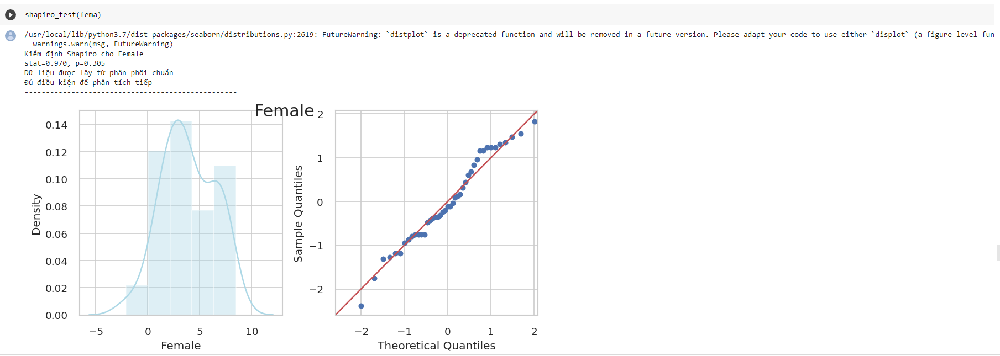 shapiro_test(fema)
/usr/local/lib/python3.7/dist-packages/seaborn/distributions.py:2619: FutureWarning: `distplot` is a deprecated function and will be removed in a future version. Please adapt your code to use either `displot` (a figure-level fun
warnings.warn(msg, FutureWarning)
Kiểm định Shapiro cho Female
stat=0.970, p=0.305
Dữ liệu được lấy từ phân phối chuẩn
Đủ điều kiện để phân tích tiếp
--------------------------------------------------
Female
0.14
0.12
0.10
0.08
0.06
0.04
0.02
0.00
Density
−5 0 5 10
Female
2
1
0
−1
−2
Sample Quantiles
−2 −1 0 1 2
Theoretical Quantiles